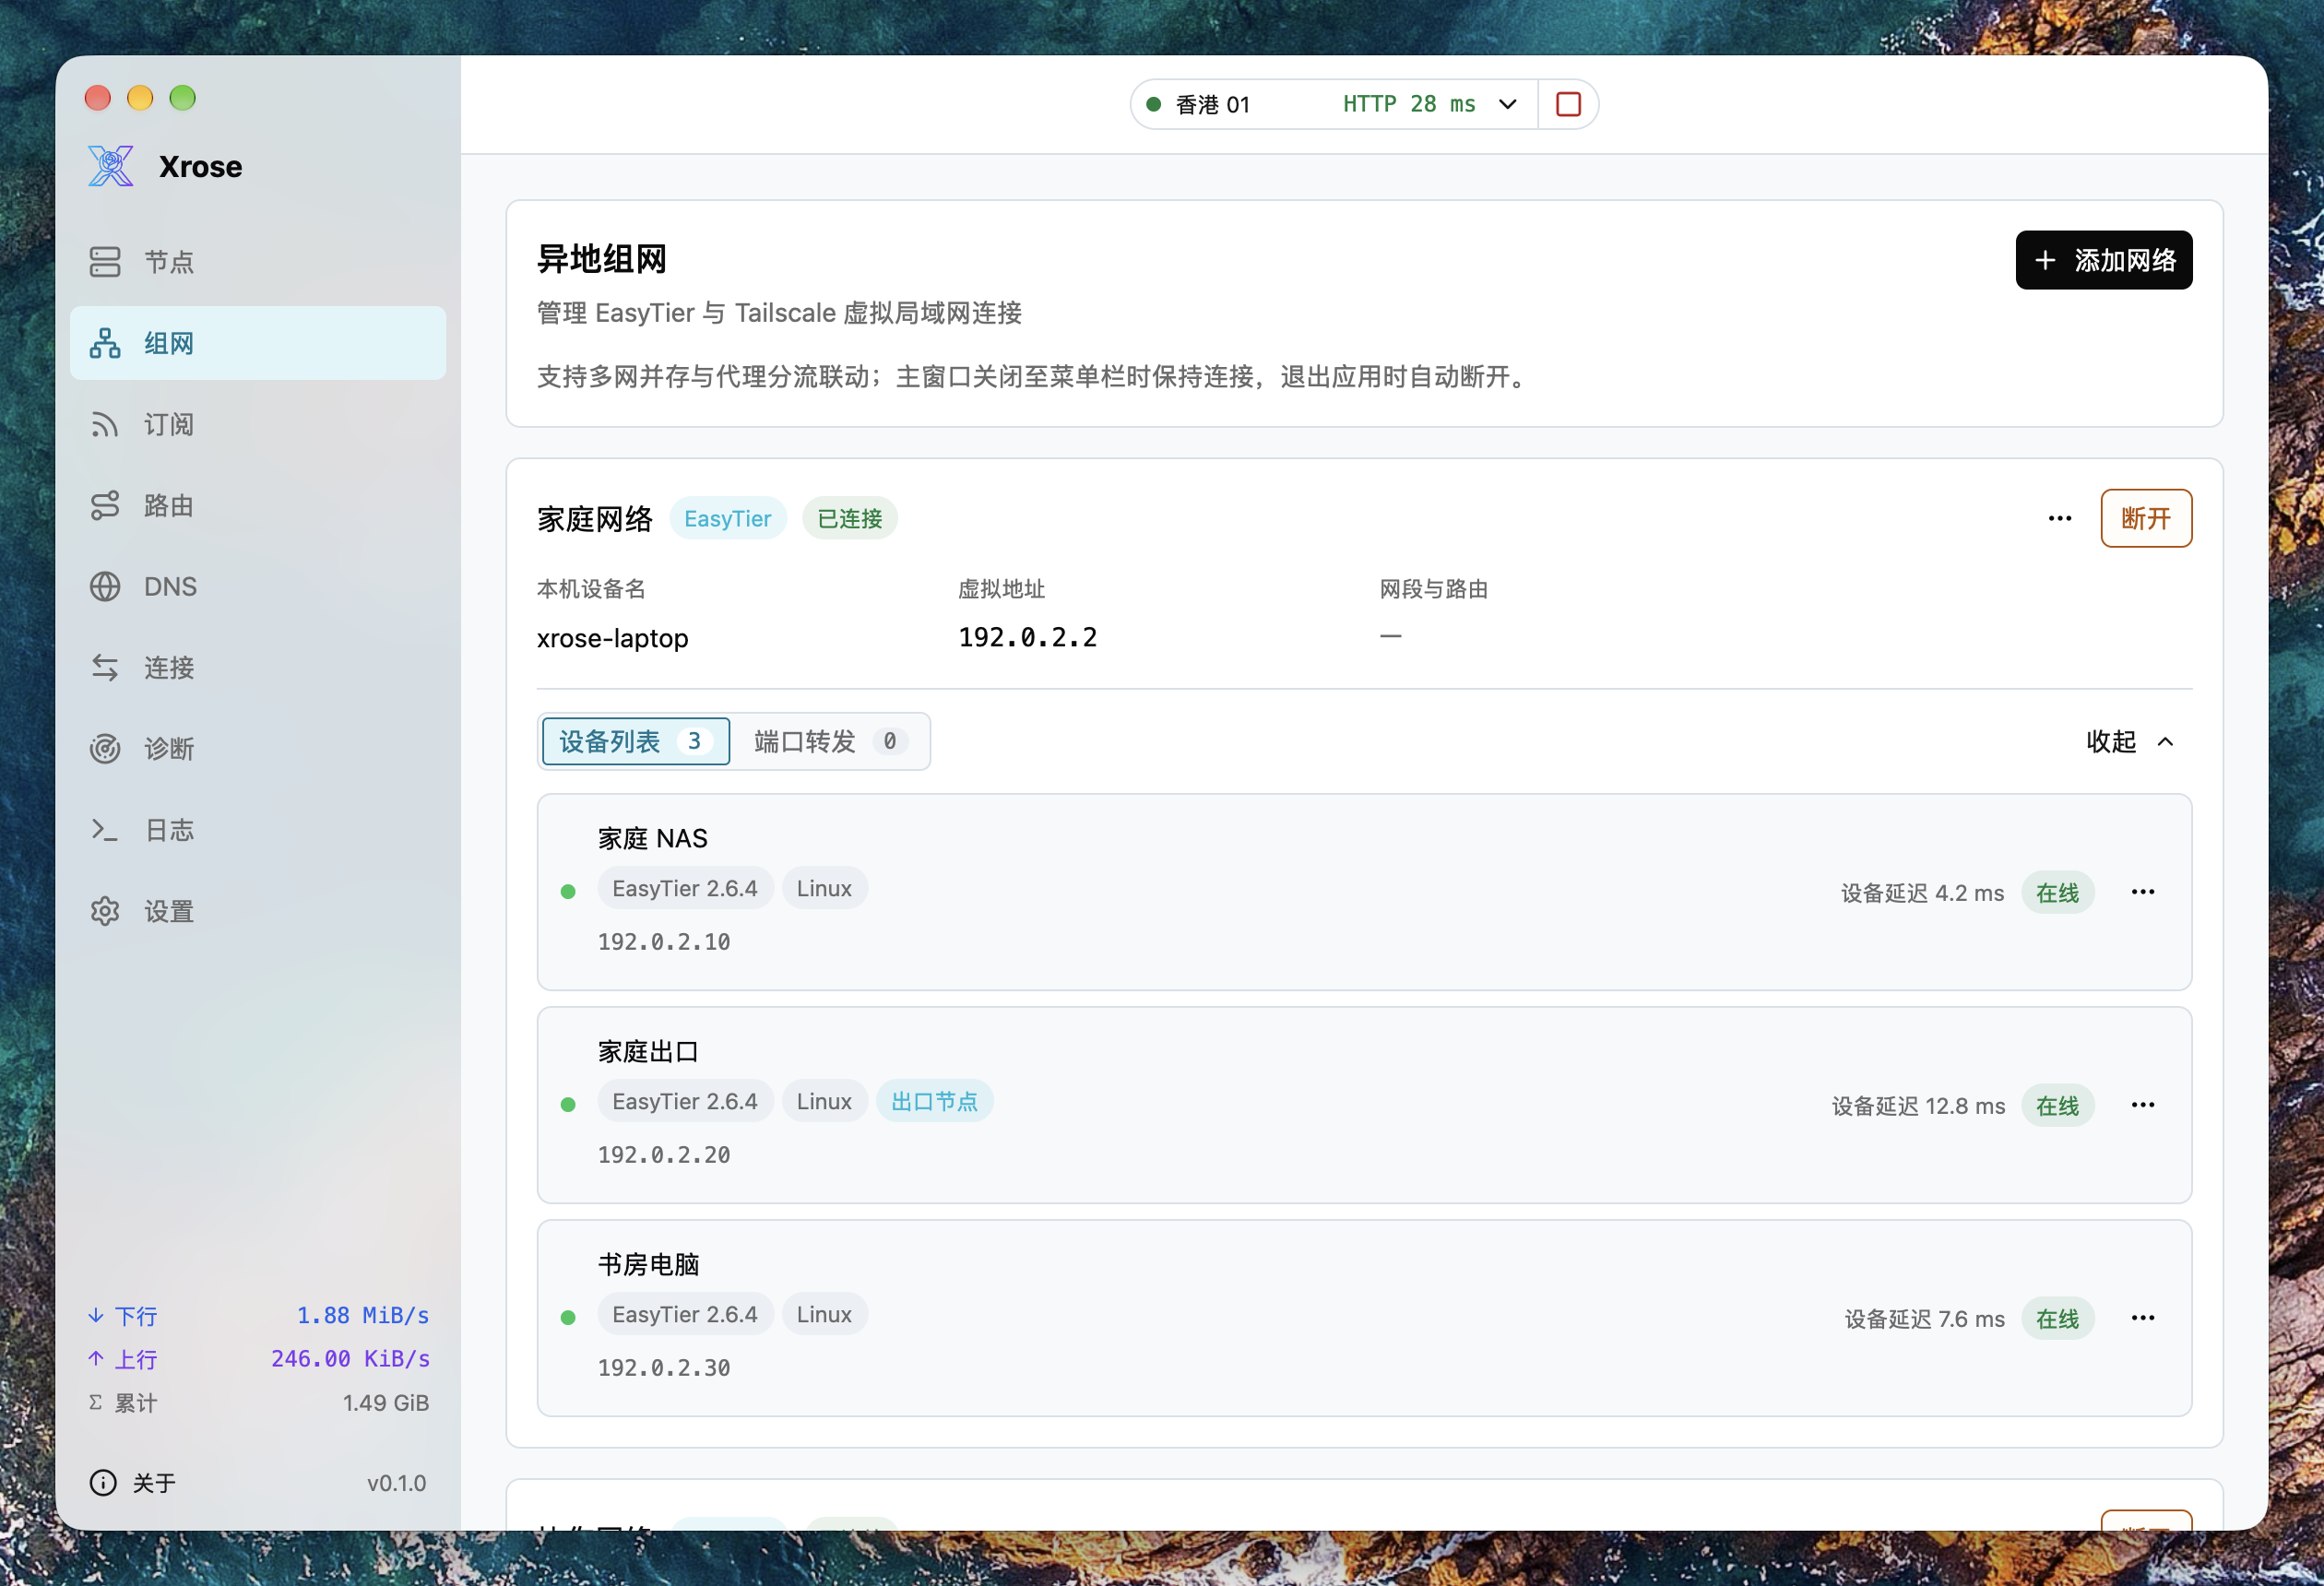 Xrose
节点
组网
订阅
路由
DNS
连接
诊断
日志
设置
↓ 下行 1.88 MiB/s
↑ 上行 246.00 KiB/s
Σ 累计 1.49 GiB
关于 v0.1.0
香港 01 HTTP 28 ms
异地组网
+ 添加网络
管理 EasyTier 与 Tailscale 虚拟局域网连接
支持多网并存与代理分流联动；主窗口关闭至菜单栏时保持连接，退出应用时自动断开。
家庭网络 EasyTier 已连接 ··· 断开
本机设备名 虚拟地址 网段与路由
xrose-laptop 192.0.2.2 —
设备列表 3 端口转发 0 收起
家庭 NAS
EasyTier 2.6.4 Linux
设备延迟 4.2 ms 在线 ···
192.0.2.10
家庭出口
EasyTier 2.6.4 Linux 出口节点
设备延迟 12.8 ms 在线 ···
192.0.2.20
书房电脑
EasyTier 2.6.4 Linux
设备延迟 7.6 ms 在线 ···
192.0.2.30